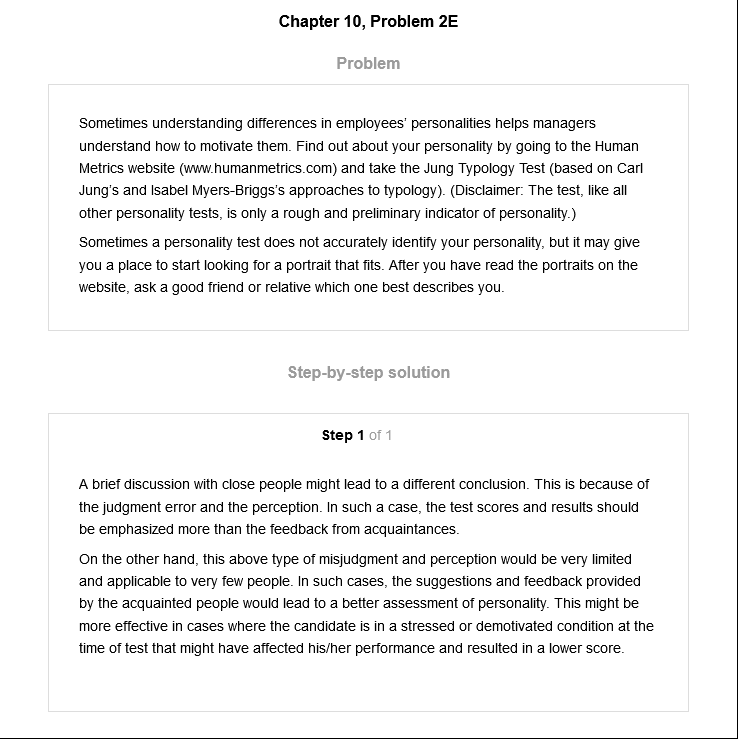 Chapter 10, Problem 2E
Problem
Sometimes understanding differences in employees' personalities helps managers
understand how to motivate them. Find out about your personality by going to the Human
Metrics website (www.humanmetrics.com) and take the Jung Typology Test (based on Carl
Jung's and Isabel Myers-Briggs's approaches to typology). (Disclaimer: The test, like all
other personality tests, is only a rough and preliminary indicator of personality.)
Sometimes a personality test does not accurately identify your personality, but it may give
you a place to start looking for a portrait that fits. After you have read the portraits on the
website, ask a good friend or relative which one best describes you.
Step-by-step solution
Step 1 of 1
A brief discussion with close people might lead to a different conclusion. This is because of
the judgment error and the perception. In such a case, the test scores and results should
be emphasized more than the feedback from acquaintances.
On the other hand, this above type of misjudgment and perception would be very limited
and applicable to very few people. In such cases, the suggestions and feedback provided
by the acquainted people would lead to a better assessment of personality. This might be
more effective in cases where the candidate is in a stressed or demotivated condition at the
time of test that might have affected his/her performance and resulted in a lower score.